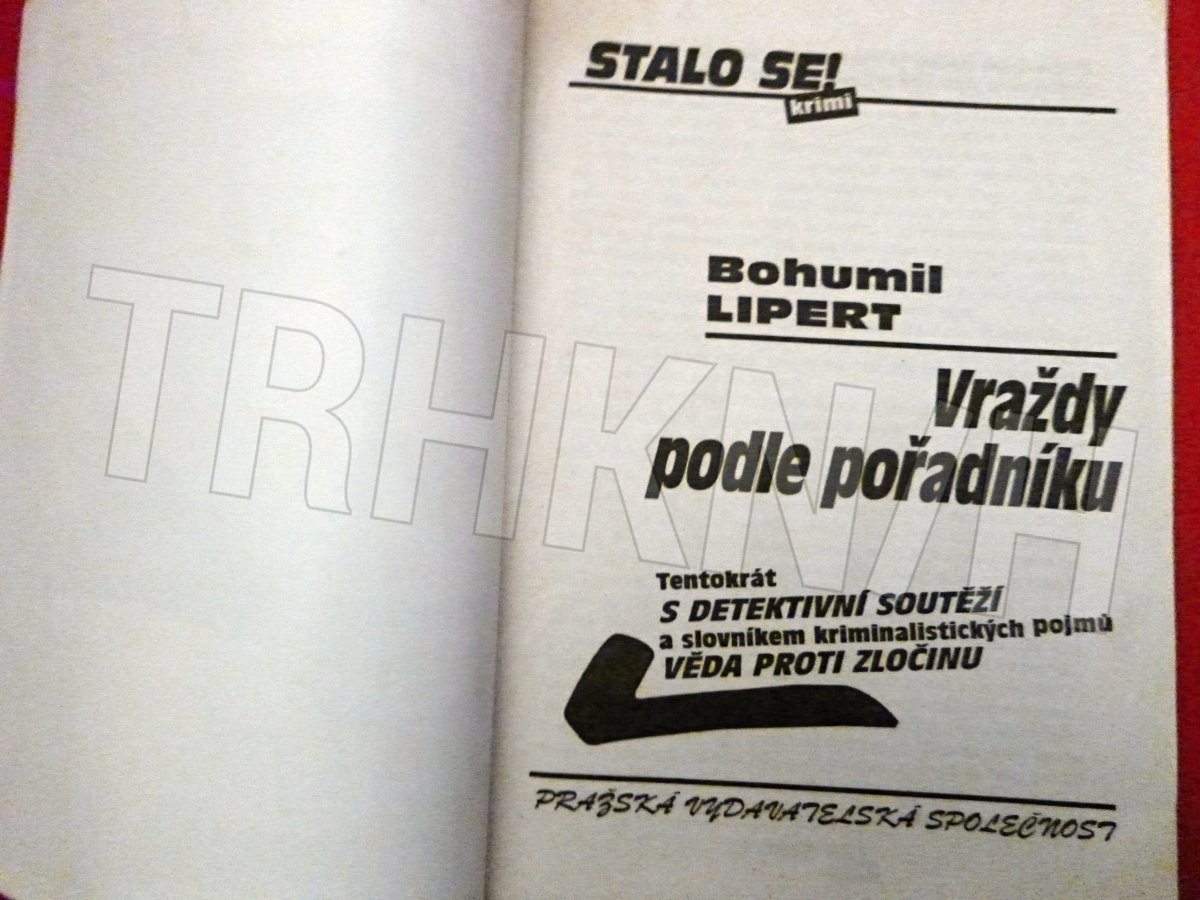 STALO SE!
krimi
Bohumil
LIPERT
Vraždy
podle pořadníku
Tentokrát
S DETEKTIVNÍ SOUTĚŽÍ
a slovníkem kriminalistických pojmů
VĚDA PROTI ZLOČINU
PRAŽSKÁ VYDAVATELSKÁ SPOLEČNOST
TRHKNIH